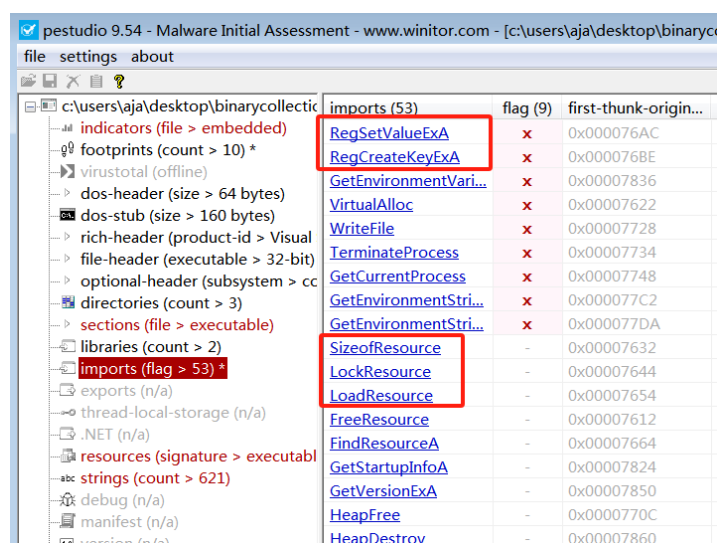 pestudio 9.54 - Malware Initial Assessment - www.winitor.com - [c:\users\aja\desktop\binaryco
file settings about
c:\users\aja\desktop\binarycollectic
indicators (file > embedded)
footprints (count > 10) *
virustotal (offline)
dos-header (size > 64 bytes)
dos-stub (size > 160 bytes)
rich-header (product-id > Visual
file-header (executable > 32-bit)
optional-header (subsystem > cc
directories (count > 3)
sections (file > executable)
libraries (count > 2)
imports (flag > 53) *
exports (n/a)
thread-local-storage (n/a)
.NET (n/a)
resources (signature > executabl
abc strings (count > 621)
debug (n/a)
manifest (n/a)
version (n/a)
imports (53) flag (9) first-thunk-origin...
RegSetValueExA x 0x000076AC
RegCreateKeyExA x 0x000076BE
GetEnvironmentVari... x 0x00007836
VirtualAlloc x 0x00007622
WriteFile x 0x00007728
TerminateProcess x 0x00007734
GetCurrentProcess x 0x00007748
GetEnvironmentStri... x 0x000077C2
GetEnvironmentStri... x 0x000077DA
SizeofResource - 0x00007632
LockResource - 0x00007644
LoadResource - 0x00007654
FreeResource - 0x00007612
FindResourceA - 0x00007664
GetStartupInfoA - 0x00007824
GetVersionExA - 0x00007850
HeapFree - 0x0000770C
HeapDestroy - 0x00007860